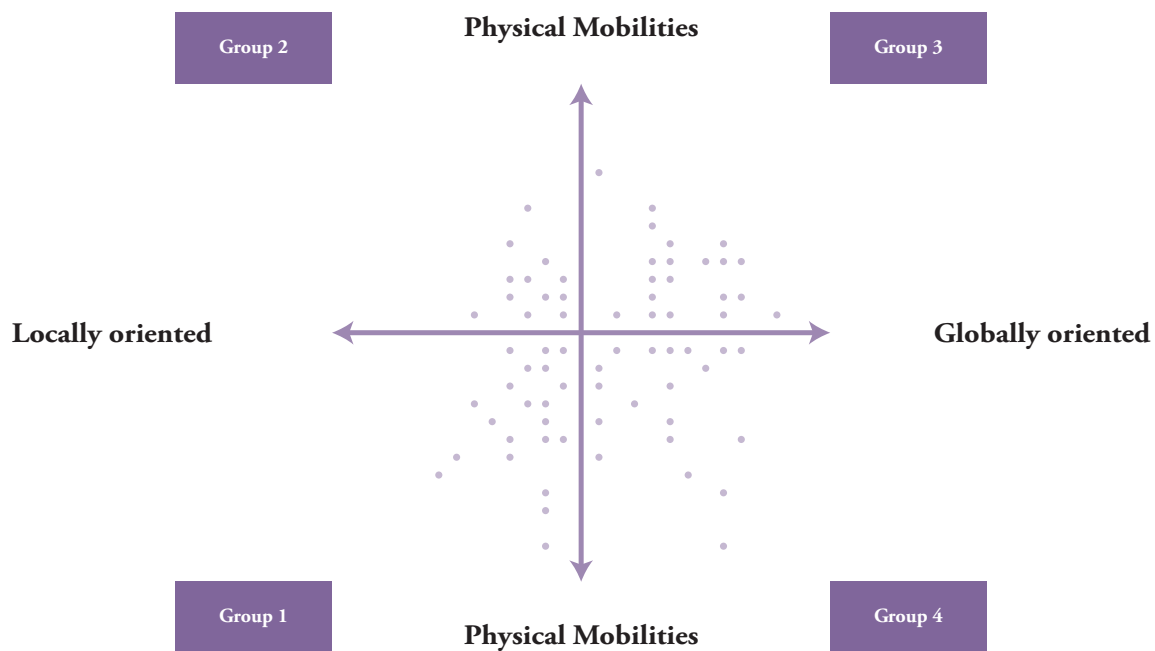 Group 2
Physical Mobilities
Group 3
Locally oriented
Globally oriented
Group 1
Physical Mobilities
Group 4